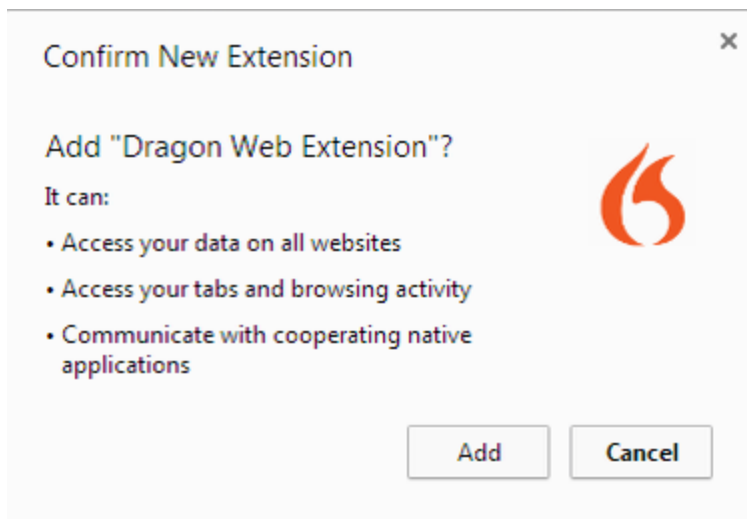 Confirm New Extension
Add "Dragon Web Extension"?
It can:
• Access your data on all websites
• Access your tabs and browsing activity
• Communicate with cooperating native
applications
Add Cancel